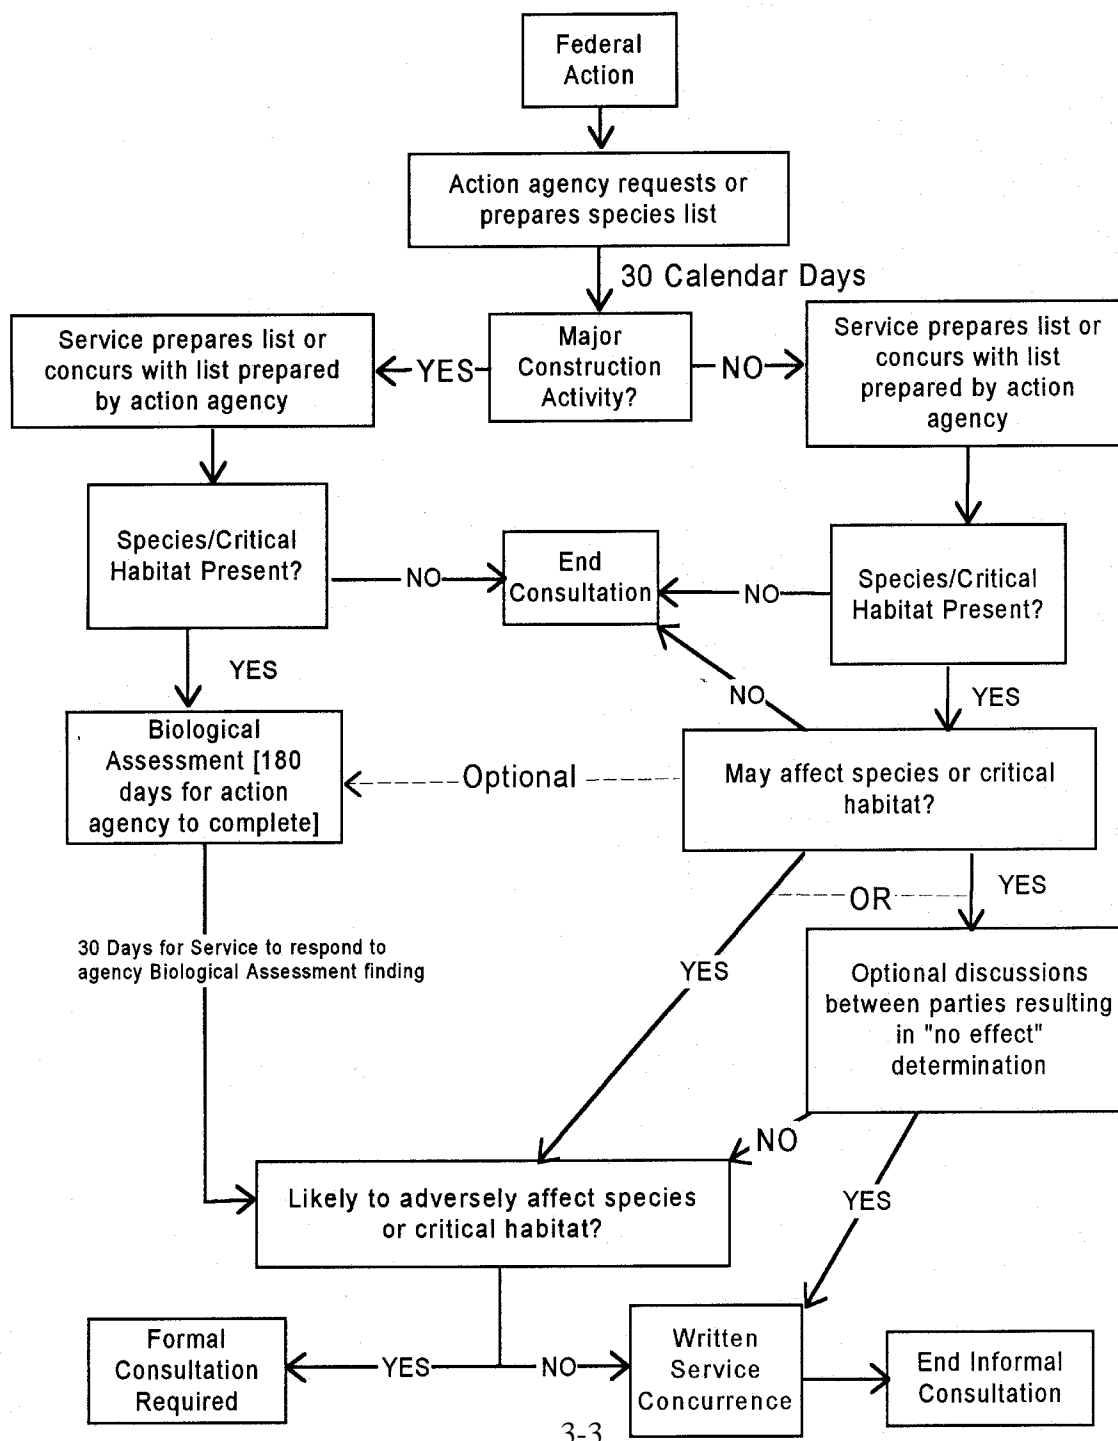 Federal
Action
Action agency requests or
prepares species list
30 Calendar Days
Service prepares list or
concurs with list prepared
by action agency
YES
Major
Construction
Activity?
NO
Service prepares list or
concurs with list
prepared by action
agency
Species/Critical
Habitat Present?
NO
End
Consultation
NO
Species/Critical
Habitat Present?
YES
NO
YES
Biological
Assessment [180
days for action
agency to complete]
Optional
May affect species or critical
habitat?
OR
YES
30 Days for Service to respond to
agency Biological Assessment finding
YES
Optional discussions
between parties resulting
in "no effect"
determination
NO
YES
Likely to adversely affect species
or critical habitat?
Formal
Consultation
Required
YES
NO
Written
Service
Concurrence
End Informal
Consultation
3-3